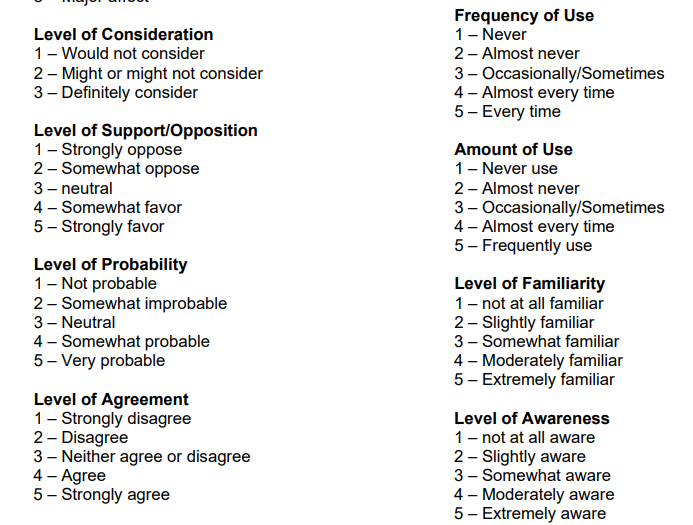 Level of Consideration
1 – Would not consider
2 – Might or might not consider
3 – Definitely consider
Level of Support/Opposition
1 – Strongly oppose
2 – Somewhat oppose
3 – neutral
4 – Somewhat favor
5 – Strongly favor
Level of Probability
1 – Not probable
2 – Somewhat improbable
3 – Neutral
4 – Somewhat probable
5 – Very probable
Level of Agreement
1 – Strongly disagree
2 – Disagree
3 – Neither agree or disagree
4 – Agree
5 – Strongly agree
Frequency of Use
1 – Never
2 – Almost never
3 – Occasionally/Sometimes
4 – Almost every time
5 – Every time
Amount of Use
1 – Never use
2 – Almost never
3 – Occasionally/Sometimes
4 – Almost every time
5 – Frequently use
Level of Familiarity
1 – not at all familiar
2 – Slightly familiar
3 – Somewhat familiar
4 – Moderately familiar
5 – Extremely familiar
Level of Awareness
1 – not at all aware
2 – Slightly aware
3 – Somewhat aware
4 – Moderately aware
5 – Extremely aware